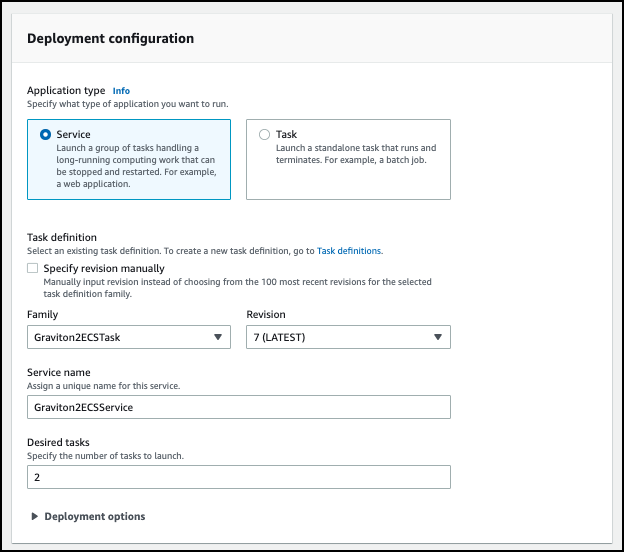 Deployment configuration
Application type Info
Specify what type of application you want to run.
Service
Launch a group of tasks handling a
long-running computing work that can
be stopped and restarted. For example,
a web application.
Task
Launch a standalone task that runs and
terminates. For example, a batch job.
Task definition
Select an existing task definition. To create a new task definition, go to Task definitions.
Specify revision manually
Manually input revision instead of choosing from the 100 most recent revisions for the selected
task definition family.
Family
Graviton2ECSTask
Revision
7 (LATEST)
Service name
Assign a unique name for this service.
Graviton2ECSService
Desired tasks
Specify the number of tasks to launch.
2
Deployment options